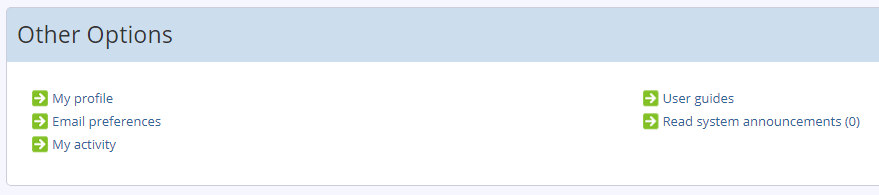 Other Options
My profile
Email preferences
My activity
User guides
Read system announcements (0)